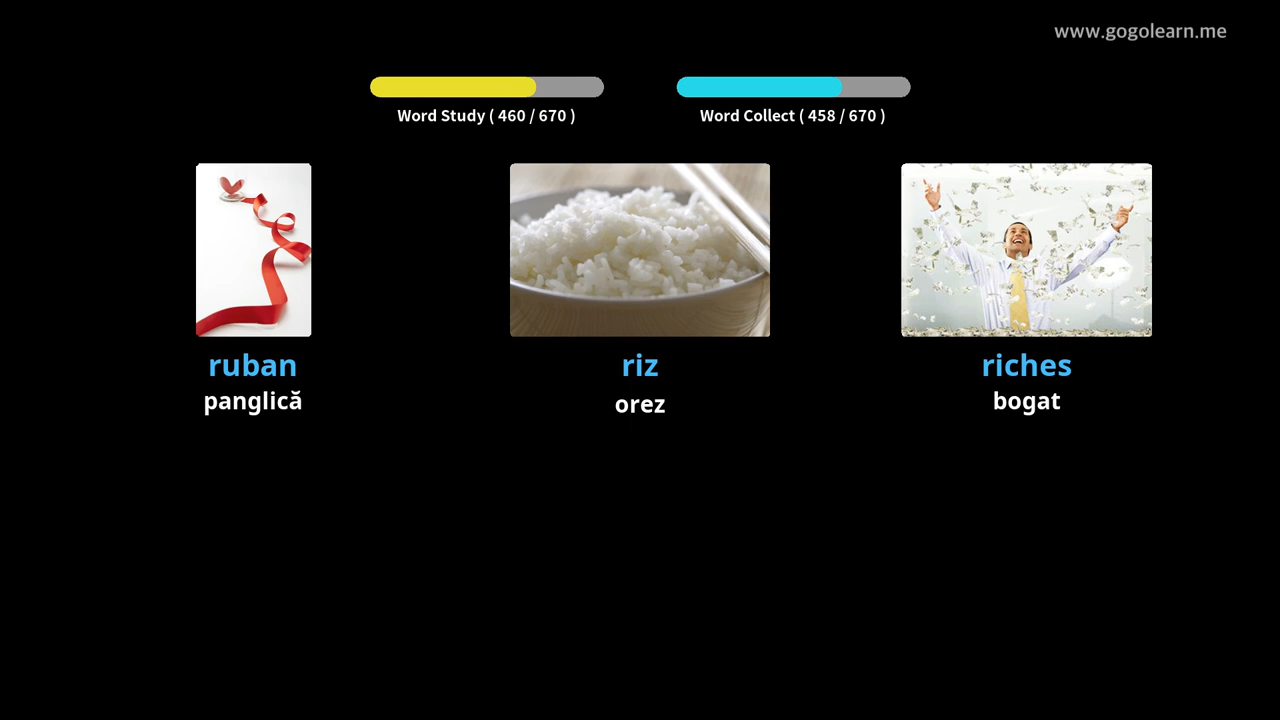 www.gogolearn.me
Word Study ( 460 / 670 )
Word Collect ( 458 / 670 )
ruban
panglică
riz
orez
riches
bogat